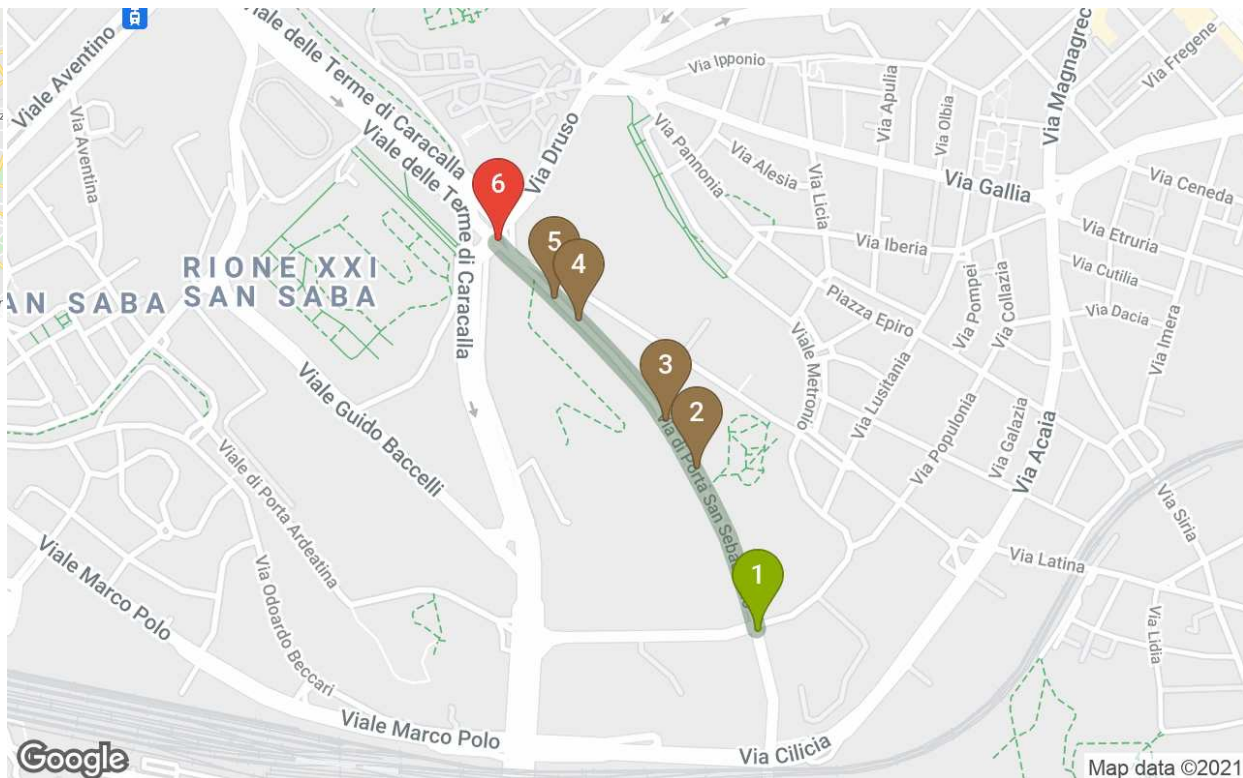 Viale Aventino
Viale delle Terme di Caracalla
Viale delle Terme di Caracalla
Via Aventina
Via Druso
Via Ipponio
Via Apulia
Via Olbia
Via Magnagrec
Via Fregene
Via Pannonia
Via Alesia
Via Licia
Via Gallia
Via Ceneda
Via Iberia
Via Etruria
Via Cutilia
Via Dacia
Via Imera
Via Pompei
Via Collazia
6
5
4
3
2
1
RIONE XXI
SAN SABA
AN SABA
Piazza Epiro
Viale Metronio
Via Lusitania
Via Populonia
Via Galazia
Via Acaia
Via Siria
Via Latina
Via Lidia
Viale Guido Baccelli
Viale di Porta Ardeatina
Via Odoardo Beccari
Viale Marco Polo
Viale Marco Polo
Via Cilicia
Google
Map data ©2021